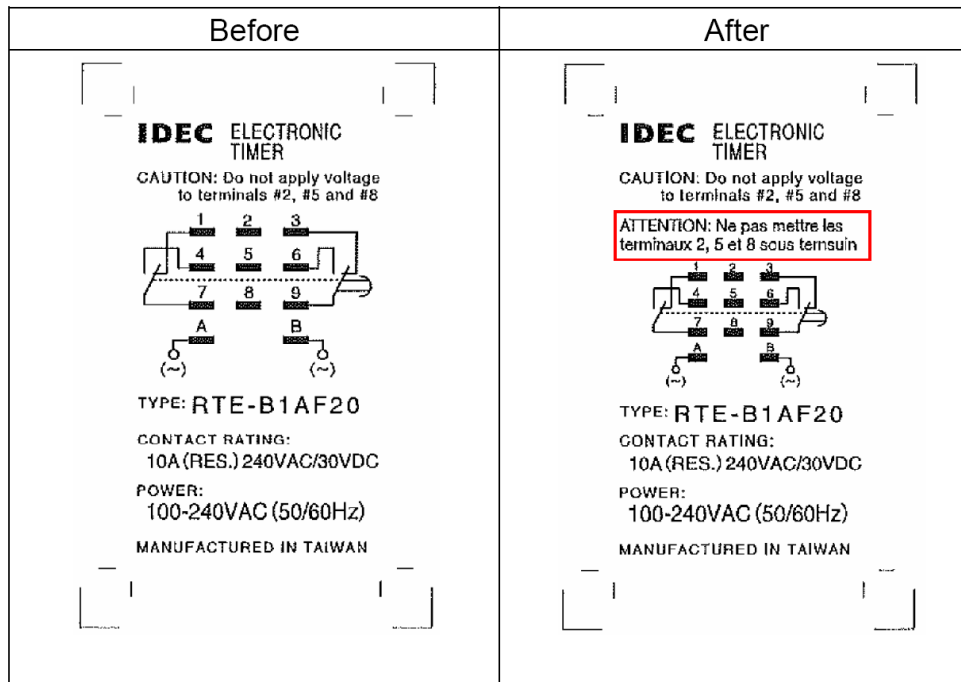 Before
IDEC ELECTRONIC
TIMER
CAUTION: Do not apply voltage
to terminals #2, #5 and #8
1 2 3
4 5 6
7 8 9
A B
(~) (~)
TYPE: RTE-B1AF20
CONTACT RATING:
10A (RES.) 240VAC/30VDC
POWER:
100-240VAC (50/60Hz)
MANUFACTURED IN TAIWAN
After
IDEC ELECTRONIC
TIMER
CAUTION: Do not apply voltage
to terminals #2, #5 and #8
ATTENTION: Ne pas mettre les
terminaux 2, 5 et 8 sous ternsuin
1 2 3
4 5 6
7 8 9
A B
(~) (~)
TYPE: RTE-B1AF20
CONTACT RATING:
10A (RES.) 240VAC/30VDC
POWER:
100-240VAC (50/60Hz)
MANUFACTURED IN TAIWAN